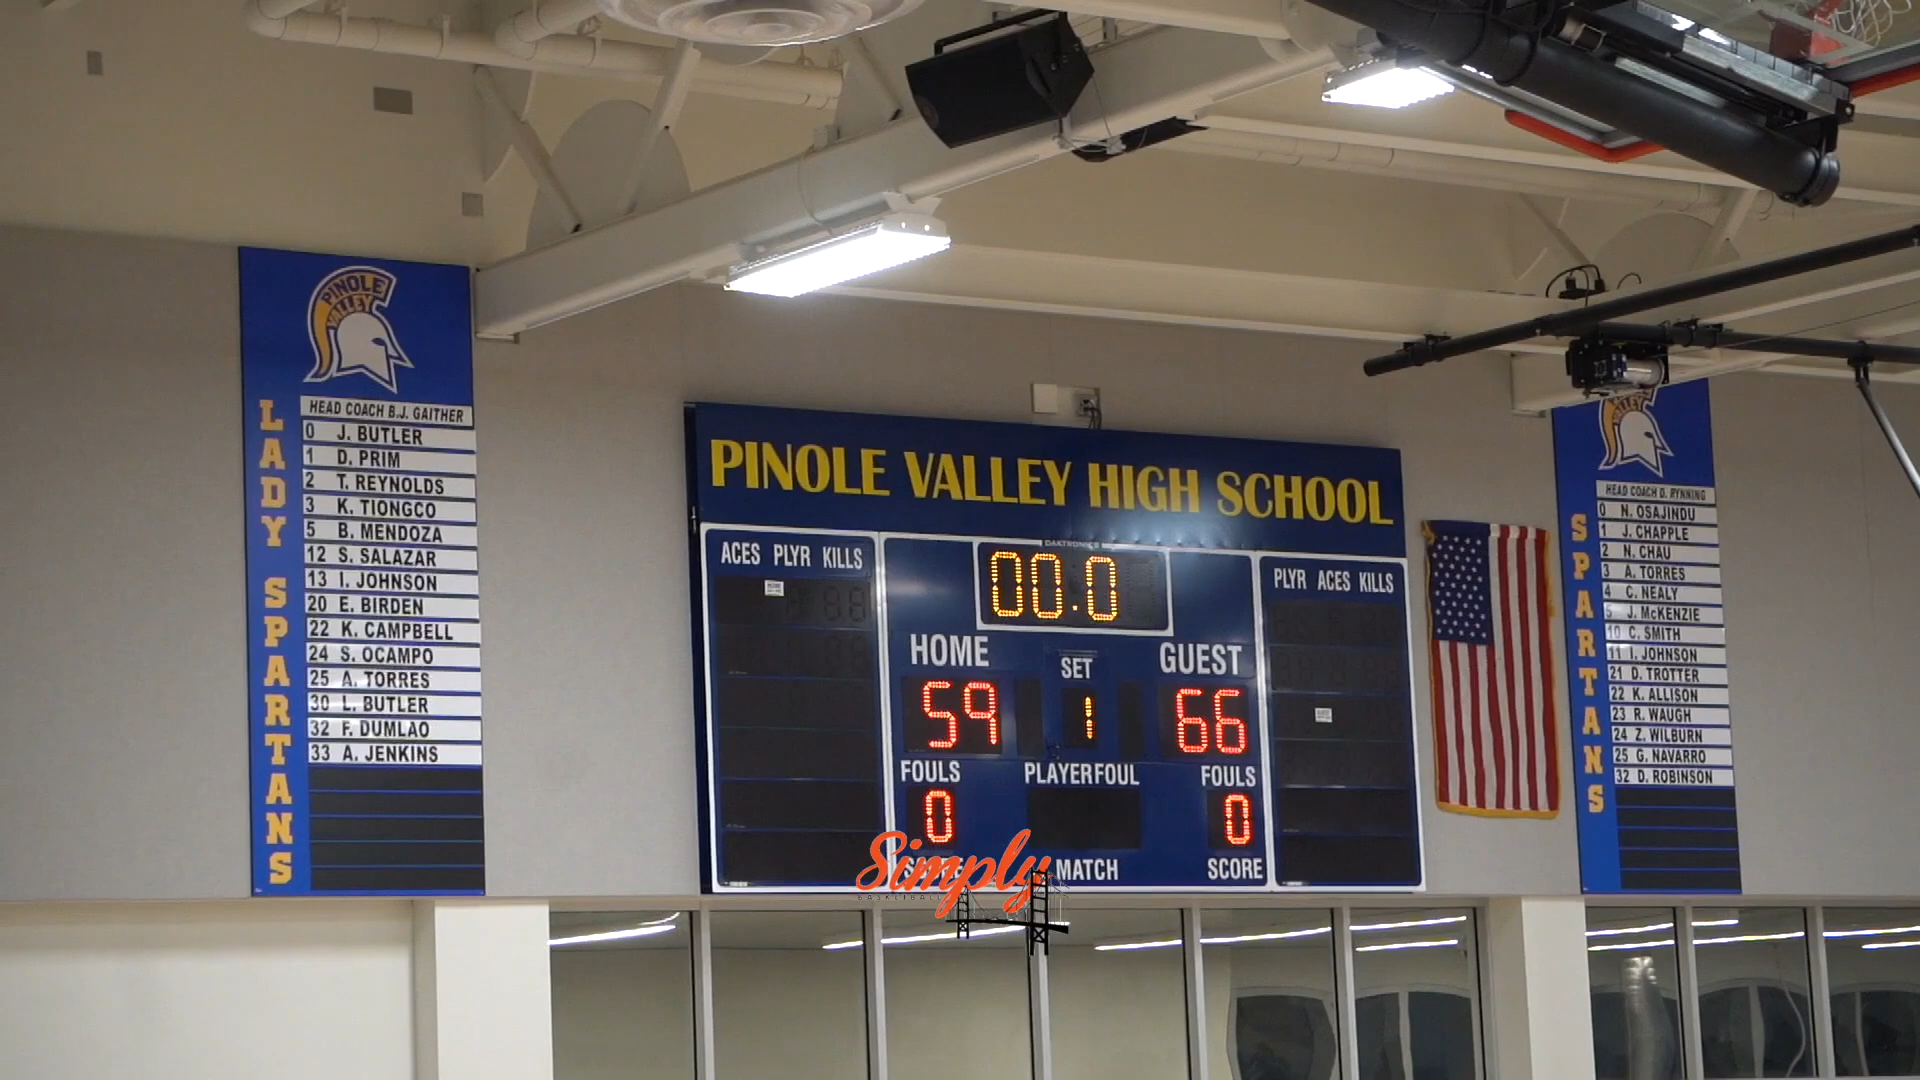 PINOLE
VALLEY
LADY SPARTANS
HEAD COACH B.J. GAITHER
0 J. BUTLER
1 D. PRIM
2 T. REYNOLDS
3 K. TIONGCO
5 B. MENDOZA
12 S. SALAZAR
13 I. JOHNSON
20 E. BIRDEN
22 K. CAMPBELL
24 S. OCAMPO
25 A. TORRES
30 L. BUTLER
32 F. DUMLAO
33 A. JENKINS
PINOLE VALLEY HIGH SCHOOL
DAKTRONICS
ACES PLYR KILLS
00.0
PLYR ACES KILLS
HOME
SET
GUEST
59
1
66
FOULS
PLAYER FOUL
FOULS
0
0
MATCH
SCORE
Simply
BASKETBALL
VALLEY
SPARTANS
HEAD COACH D. RYNNING
0 N. OSAJINDU
1 J. CHAPPLE
2 N. CHAU
3 A. TORRES
4 C. NEALY
5 J. McKENZIE
10 C. SMITH
11 I. JOHNSON
21 D. TROTTER
22 K. ALLISON
23 R. WAUGH
24 Z. WILBURN
25 G. NAVARRO
32 D. ROBINSON